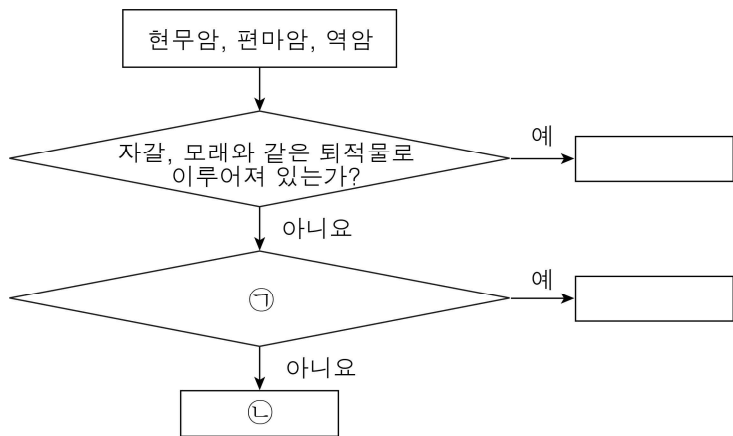 현무암, 편마암, 역암
자갈, 모래와 같은 퇴적물로
이루어져 있는가?
예
아니요
㉠
예
아니요
㉡